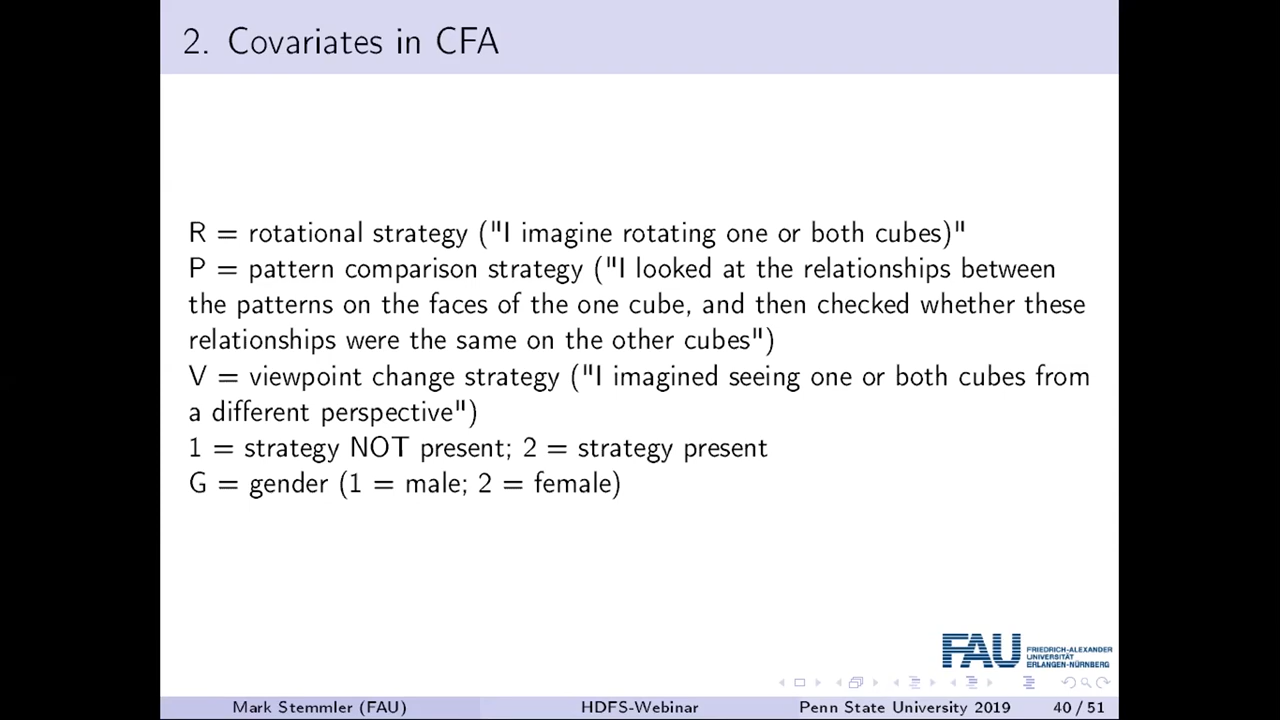 2. Covariates in CFA
R = rotational strategy ("I imagine rotating one or both cubes)"
P = pattern comparison strategy ("I looked at the relationships between
the patterns on the faces of the one cube, and then checked whether these
relationships were the same on the other cubes")
V = viewpoint change strategy ("I imagined seeing one or both cubes from
a different perspective")
1 = strategy NOT present; 2 = strategy present
G = gender (1 = male; 2 = female)
FAU
FRIEDRICH-ALEXANDER
UNIVERSITÄT
ERLANGEN-NÜRNBERG
Mark Stemmler (FAU) HDFS-Webinar Penn State University 2019 40 / 51